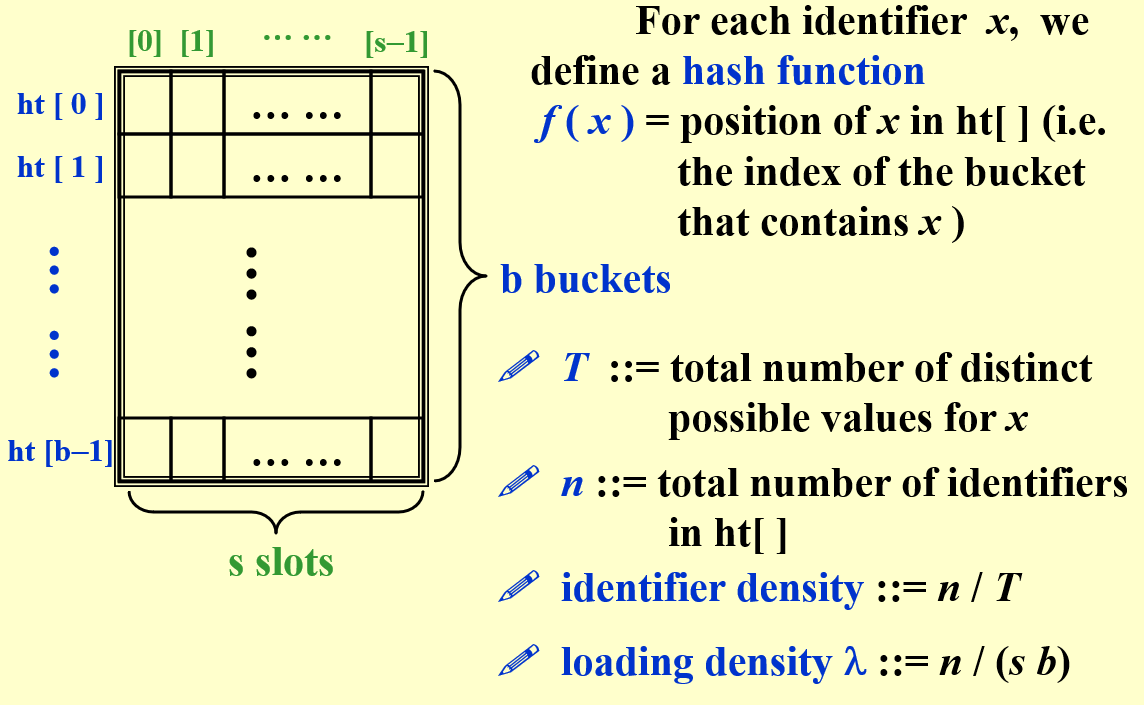 [0] [1] … … [s–1]
ht [ 0 ] … …
ht [ 1 ] … …
ht [b–1] … …
s slots
b buckets
For each identifier x, we
define a hash function
f ( x ) = position of x in ht[ ] (i.e.
the index of the bucket
that contains x )
T ::= total number of distinct
possible values for x
n ::= total number of identifiers
in ht[ ]
identifier density ::= n / T
loading density λ ::= n / (s b)